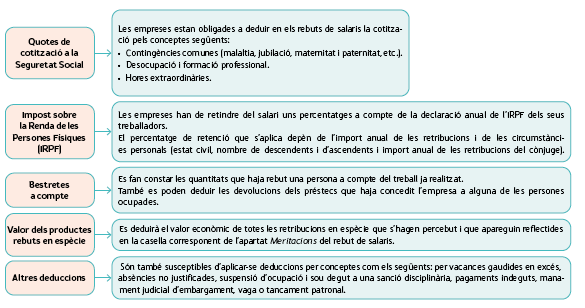 Quotes de
cotització a la
Seguretat Social
Les empreses estan obligades a deduir en els rebuts de salaris la cotitza-
ció pels conceptes següents:
• Contingències comunes (malaltia, jubilació, maternitat i paternitat, etc.).
• Desocupació i formació professional.
• Hores extraordinàries.
Impost sobre
la Renda de les
Persones Físiques
(IRPF)
Les empreses han de retindre del salari uns percentatges a compte de la declaració anual de l'IRPF dels seus
treballadors.
El percentatge de retenció que s'aplica depén de l'import anual de les retribucions i de les circumstànci-
es personals (estat civil, nombre de descendents i d'ascendents i import anual de les retribucions del cònjuge).
Bestretes
a compte
Es fan constar les quantitats que haja rebut una persona a compte del treball ja realitzat.
També es poden deduir les devolucions dels préstecs que haja concedit l'empresa a alguna de les persones
ocupades.
Valor dels productes
rebuts en espècie
Es deduirà el valor econòmic de totes les retribucions en espècie que s'hagen percebut i que apareguin reflectides
en la casella corresponent de l'apartat Meritacions del rebut de salaris.
Altres deduccions
Són també susceptibles d'aplicar-se deduccions per conceptes com els següents: per vacances gaudides en excés,
absències no justificades, suspensió d'ocupació i sou degut a una sanció disciplinària, pagaments indeguts, mana-
ment judicial d'embargament, vaga o tancament patronal.